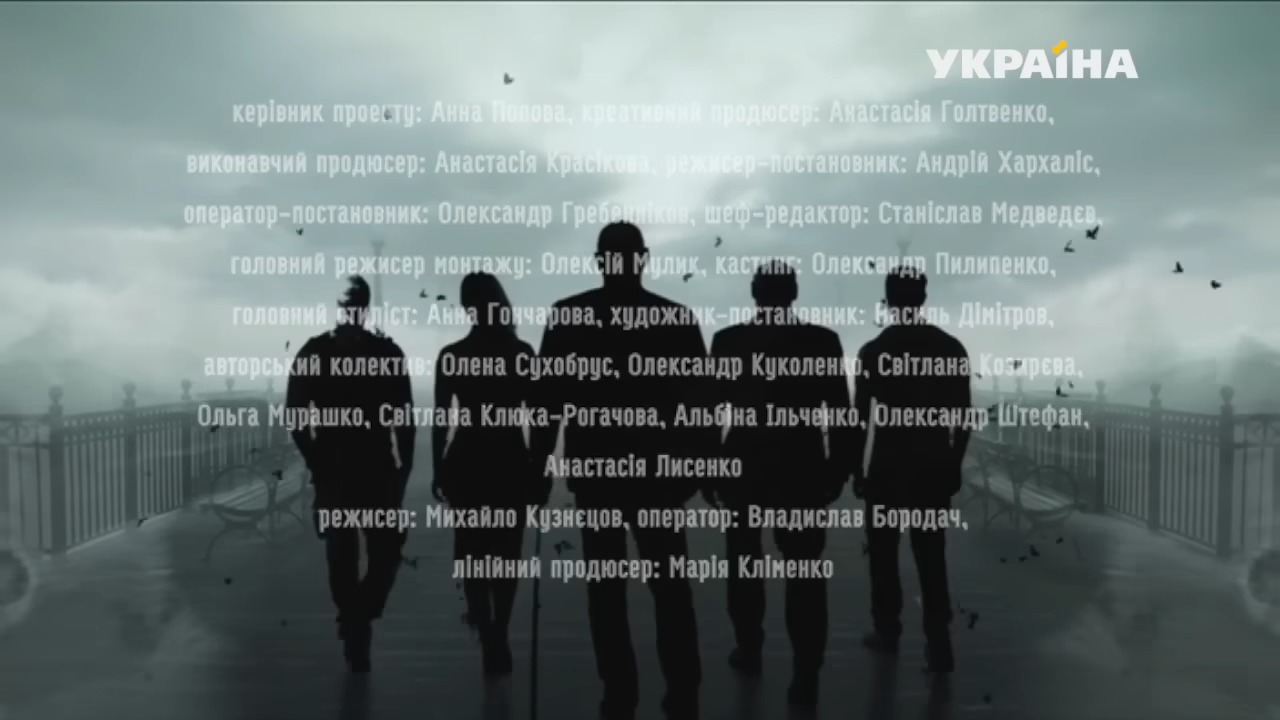 УКРАЇНА
керівник проекту: Анна Попова, креативний продюсер: Анастасія Голтвенко,
виконавчий продюсер: Анастасія Красікова, режисер-постановник: Андрій Хархаліс,
оператор-постановник: Олександр Гребенніков, шеф-редактор: Станіслав Медведєв,
головний режисер монтажу: Олексій Мулик, кастинг: Олександр Пилипенко,
головний стиліст: Анна Гончарова, художник-постановник: Василь Дімітров,
авторський колектив: Олена Сухобрус, Олександр Куколенко, Світлана Козирєва,
Ольга Мурашко, Світлана Клюка-Рогачова, Альбіна Ільченко, Олександр Штефан,
Анастасія Лисенко
режисер: Михайло Кузнєцов, оператор: Владислав Бородач,
лінійний продюсер: Марія Кліменко